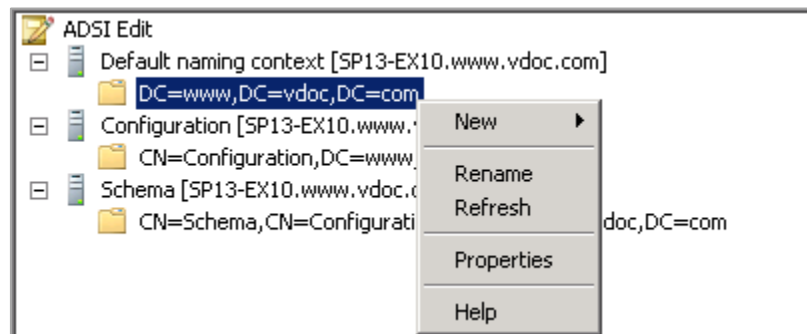 ADSI Edit
Default naming context [SP13-EX10.www.vdoc.com]
DC=www,DC=vdoc,DC=com
Configuration [SP13-EX10.www.
New
CN=Configuration,DC=www
Rename
Schema [SP13-EX10.www.vdoc.
Refresh
CN=Schema,CN=Configurati doc,DC=com
Properties
Help